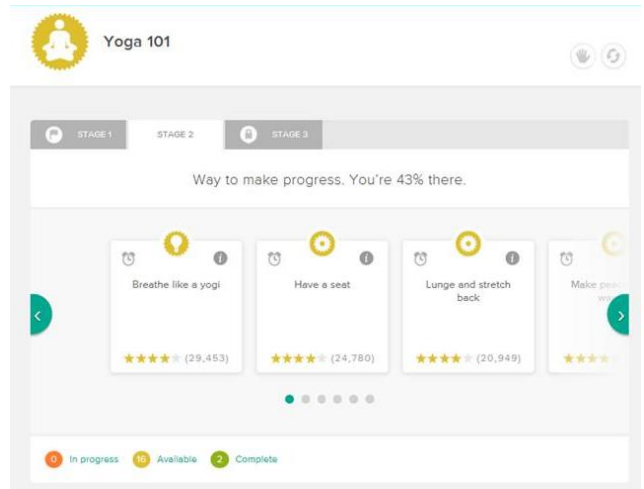 Yoga 101
STAGE 1
STAGE 2
STAGE 3
Way to make progress. You're 43% there.
Breathe like a yogi
(29,453)
Have a seat
(24,780)
Lunge and stretch
back
(20,949)
Make
0 In progress
16 Available
2 Complete